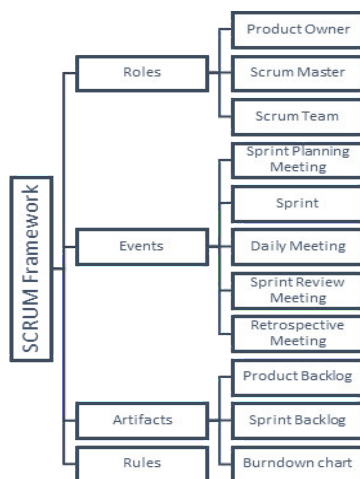 SCRUM Framework
Roles
Product Owner
Scrum Master
Scrum Team
Events
Sprint Planning
Meeting
Sprint
Daily Meeting
Sprint Review
Meeting
Retrospective
Meeting
Artifacts
Product Backlog
Sprint Backlog
Burndown chart
Rules